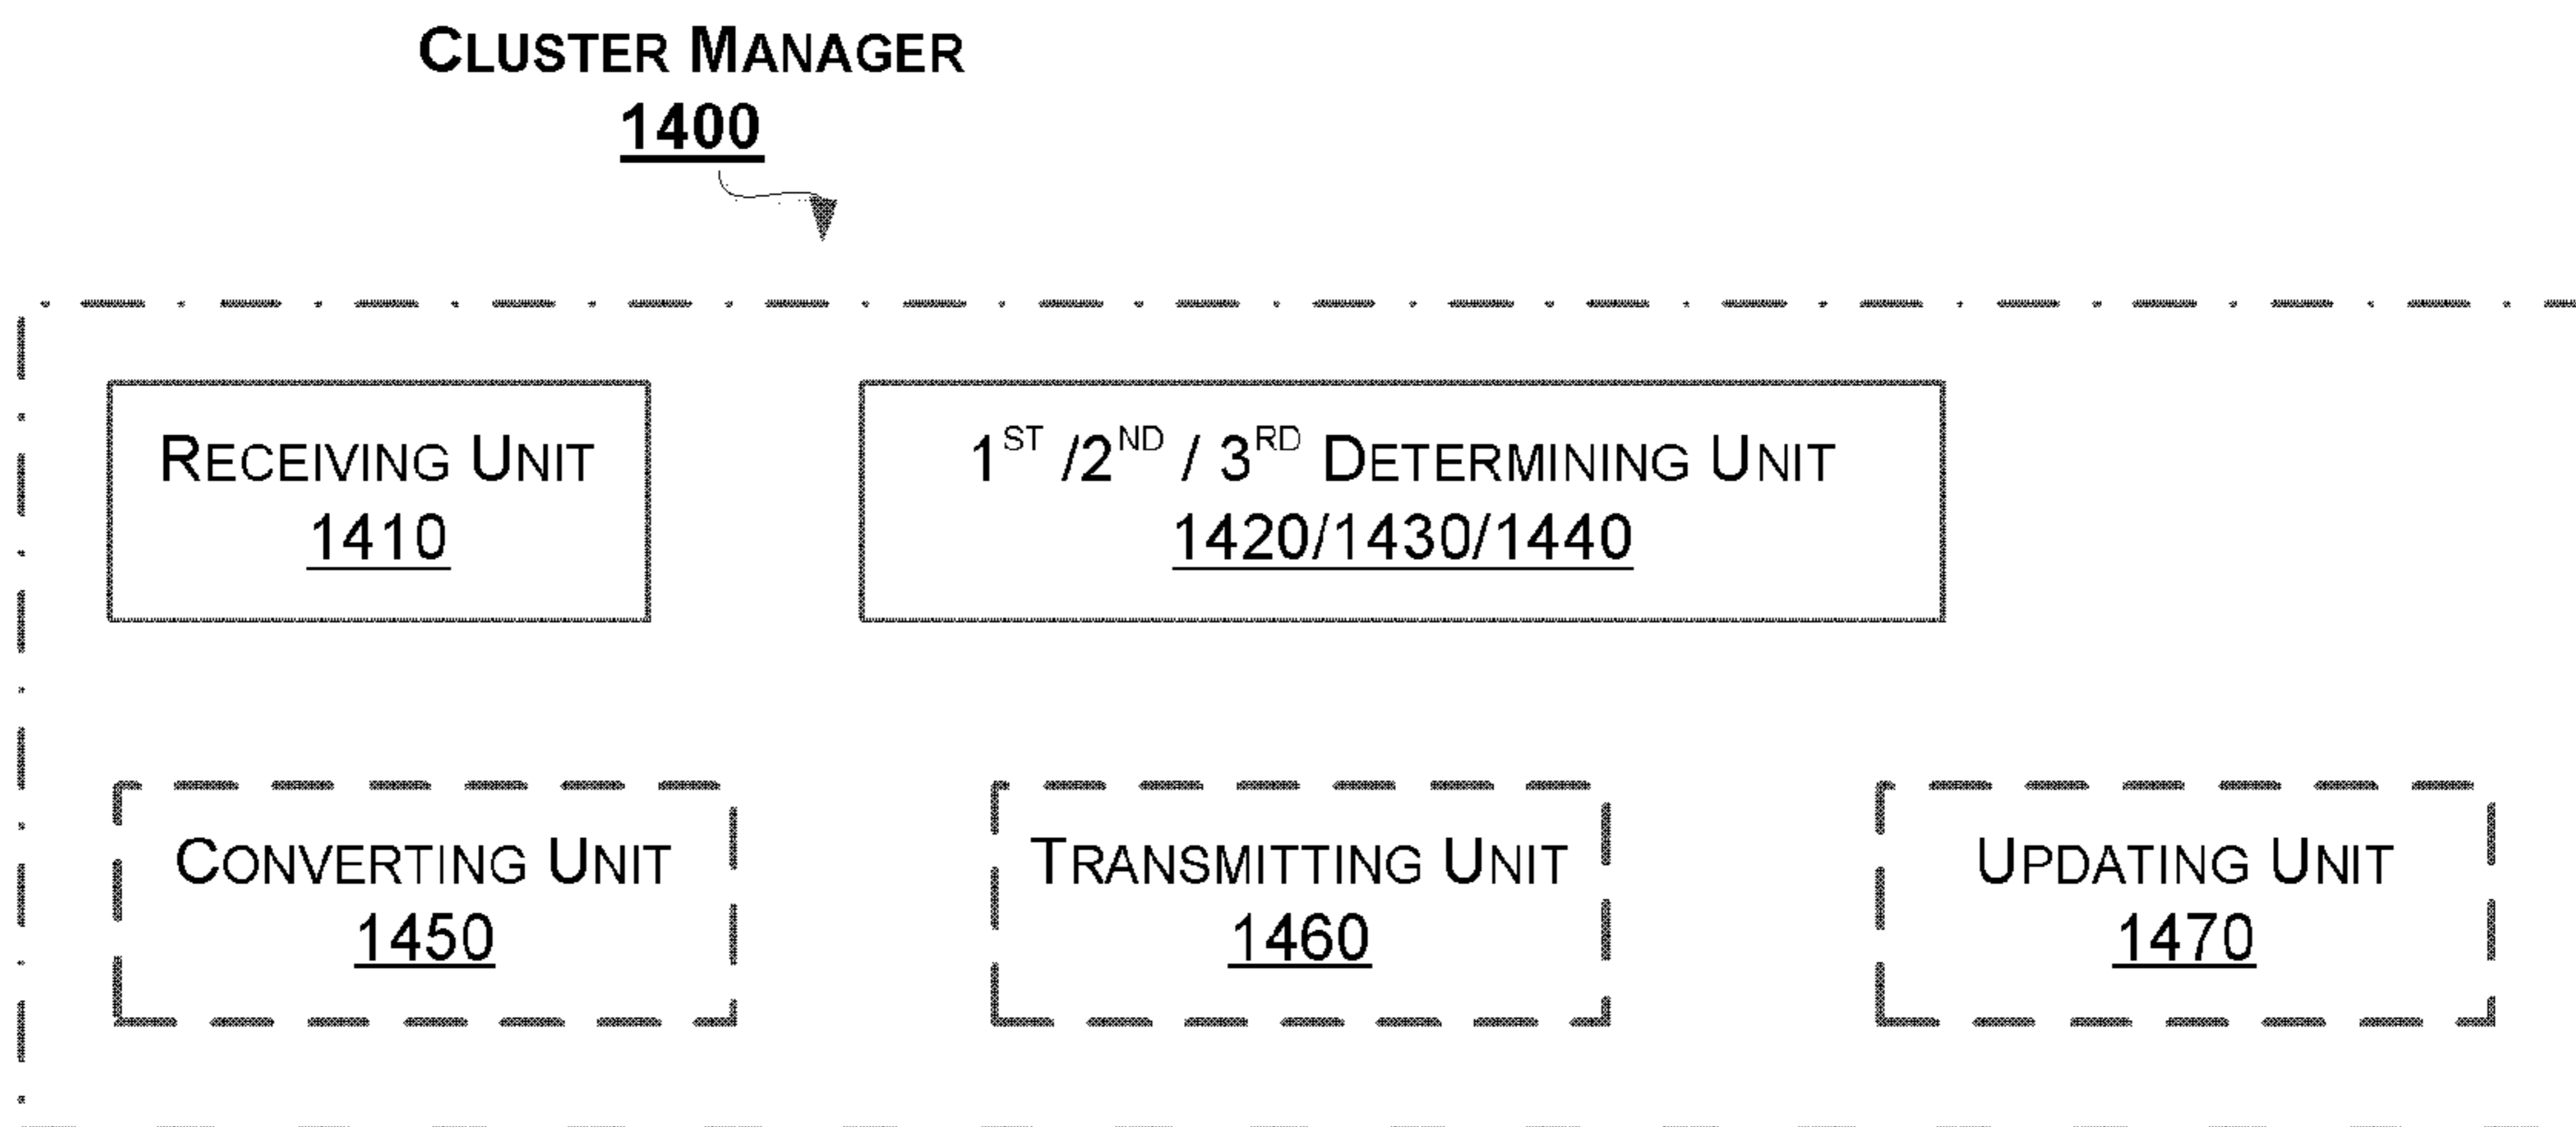 CLUSTER MANAGER
1400
RECEIVING UNIT
1410
1ST /2ND / 3RD DETERMINING UNIT
1420/1430/1440
CONVERTING UNIT
1450
TRANSMITTING UNIT
1460
UPDATING UNIT
1470